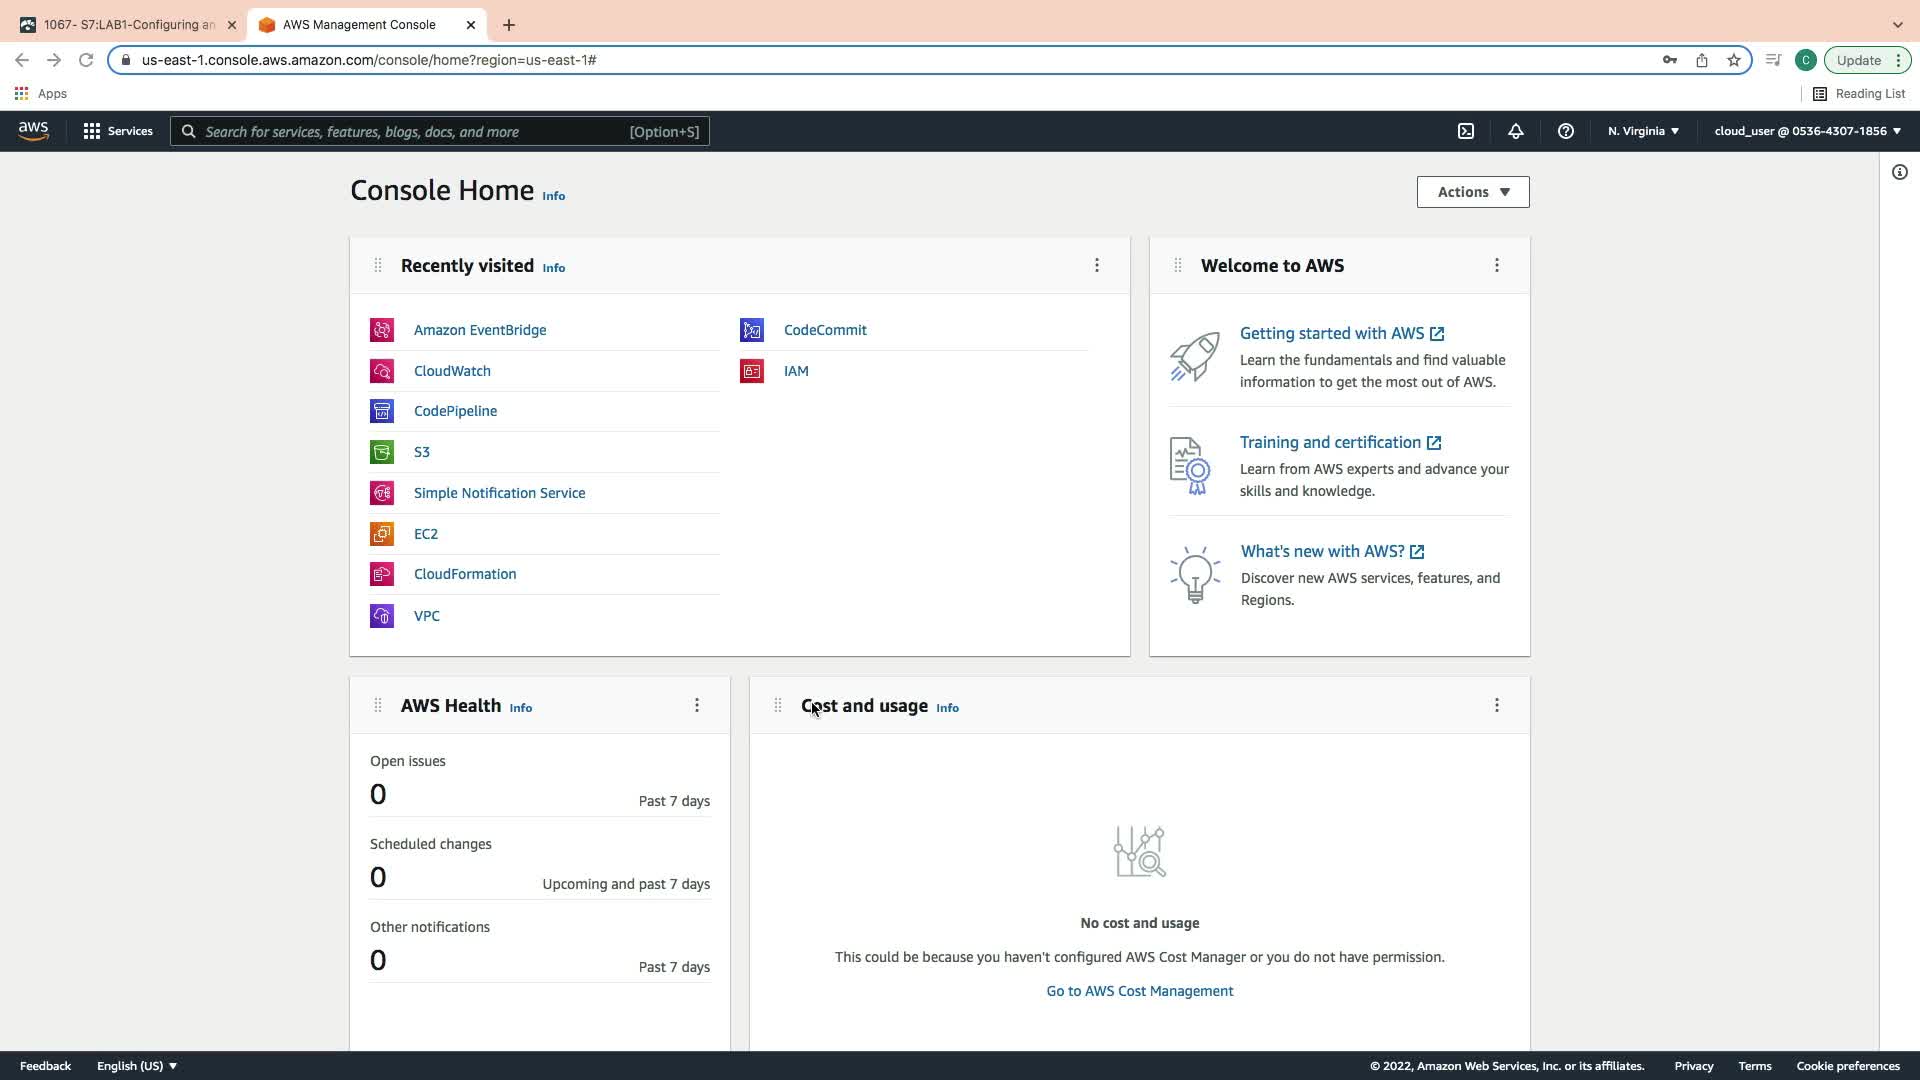 1067- S7:LAB1-Configuring an
AWS Management Console
us-east-1.console.aws.amazon.com/console/home?region=us-east-1#
C
Update
Apps
Reading List
aws
Services
Search for services, features, blogs, docs, and more
[Option+S]
N. Virginia
cloud_user @ 0536-4307-1856
Console Home Info
Actions
Recently visited Info
Amazon EventBridge
CloudWatch
CodePipeline
S3
Simple Notification Service
EC2
CloudFormation
VPC
CodeCommit
IAM
Welcome to AWS
Getting started with AWS
Learn the fundamentals and find valuable
information to get the most out of AWS.
Training and certification
Learn from AWS experts and advance your
skills and knowledge.
What's new with AWS?
Discover new AWS services, features, and
Regions.
AWS Health Info
Open issues
0
Past 7 days
Scheduled changes
0
Upcoming and past 7 days
Other notifications
0
Past 7 days
Cost and usage Info
No cost and usage
This could be because you haven't configured AWS Cost Manager or you do not have permission.
Go to AWS Cost Management
Feedback
English (US)
© 2022, Amazon Web Services, Inc. or its affiliates.
Privacy
Terms
Cookie preferences